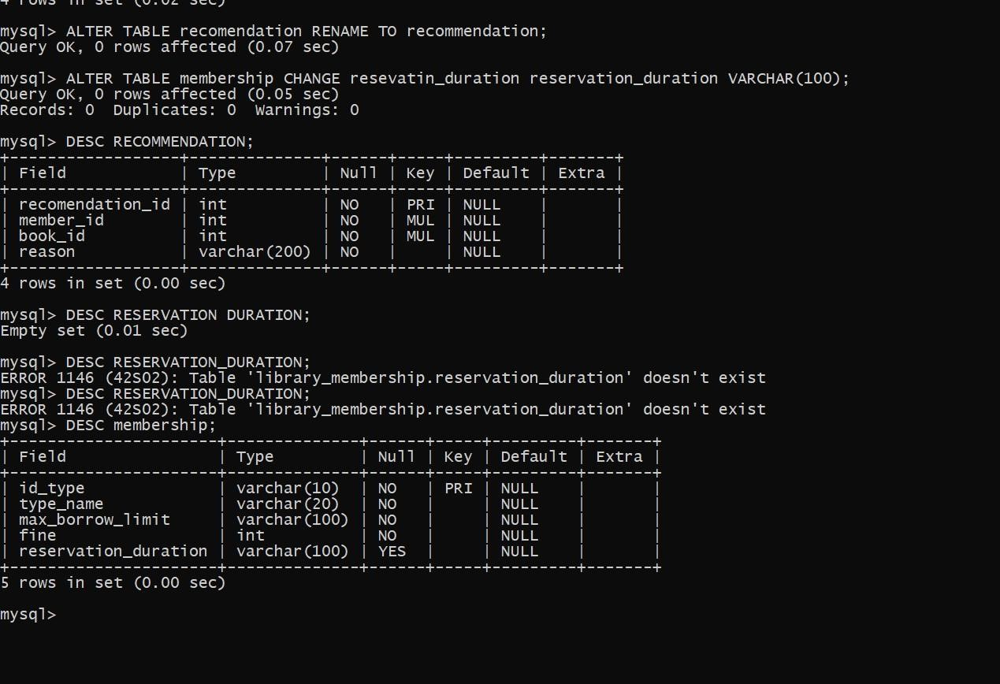 4 rows in set (0.02 sec)
mysql> ALTER TABLE recomendation RENAME TO recommendation;
Query OK, 0 rows affected (0.07 sec)
mysql> ALTER TABLE membership CHANGE resevatin_duration reservation_duration VARCHAR(100);
Query OK, 0 rows affected (0.05 sec)
Records: 0  Duplicates: 0  Warnings: 0
mysql> DESC RECOMMENDATION;
+------------------+--------------+------+-----+---------+-------+
| Field            | Type         | Null | Key | Default | Extra |
+------------------+--------------+------+-----+---------+-------+
| recomendation_id | int          | NO   | PRI | NULL    |       |
| member_id        | int          | NO   | MUL | NULL    |       |
| book_id          | int          | NO   | MUL | NULL    |       |
| reason           | varchar(200) | NO   |     | NULL    |       |
+------------------+--------------+------+-----+---------+-------+
4 rows in set (0.00 sec)
mysql> DESC RESERVATION DURATION;
Empty set (0.01 sec)
mysql> DESC RESERVATION_DURATION;
ERROR 1146 (42S02): Table 'library_membership.reservation_duration' doesn't exist
mysql> DESC RESERVATION_DURATION;
ERROR 1146 (42S02): Table 'library_membership.reservation_duration' doesn't exist
mysql> DESC membership;
+----------------------+--------------+------+-----+---------+-------+
| Field                | Type         | Null | Key | Default | Extra |
+----------------------+--------------+------+-----+---------+-------+
| id_type              | varchar(10)  | NO   | PRI | NULL    |       |
| type_name            | varchar(20)  | NO   |     | NULL    |       |
| max_borrow_limit     | varchar(100) | NO   |     | NULL    |       |
| fine                 | int          | NO   |     | NULL    |       |
| reservation_duration | varchar(100) | YES  |     | NULL    |       |
+----------------------+--------------+------+-----+---------+-------+
5 rows in set (0.00 sec)
mysql>